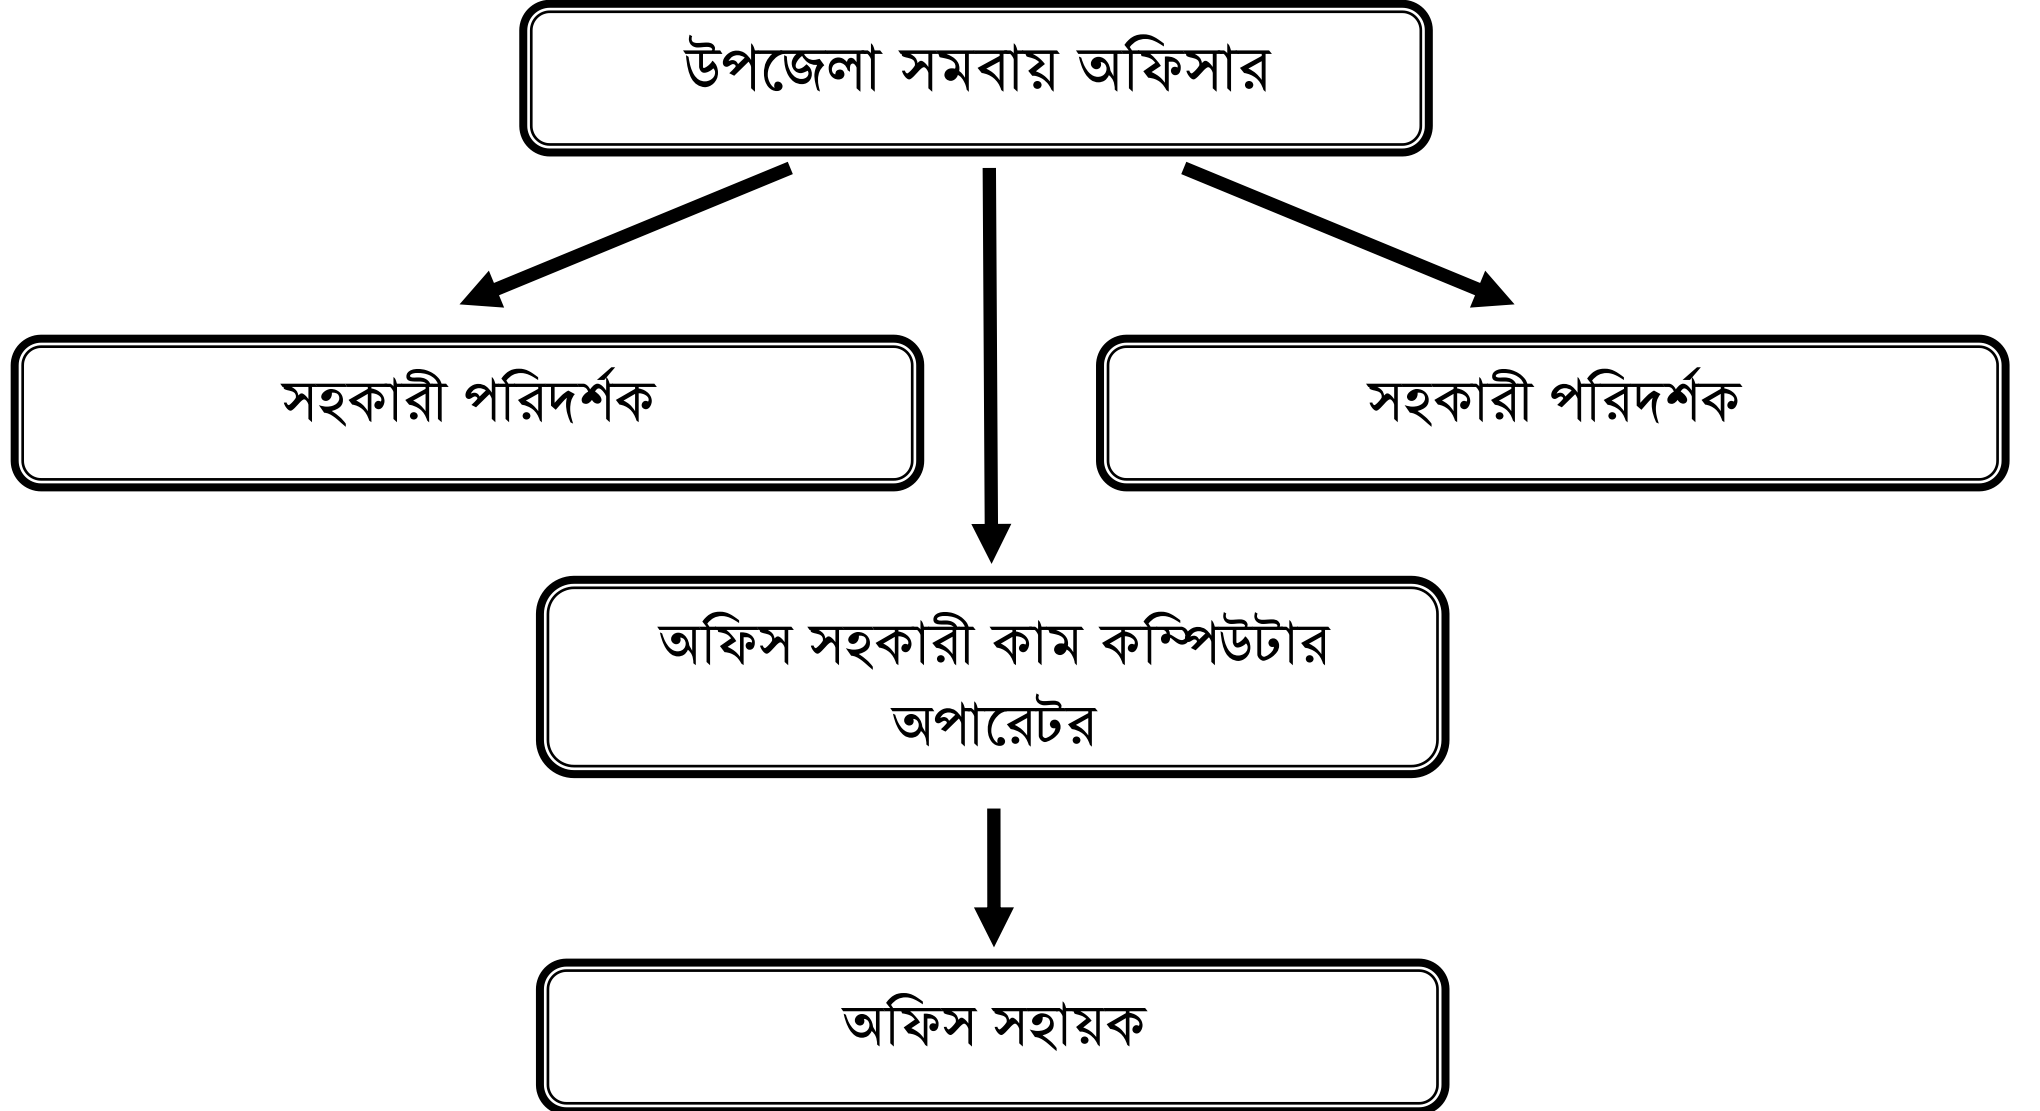 উপজেলা সমবায় অফিসার
সহকারী পরিদর্শক
সহকারী পরিদর্শক
অফিস সহকারী কাম কম্পিউটার
অপারেটর
অফিস সহায়ক